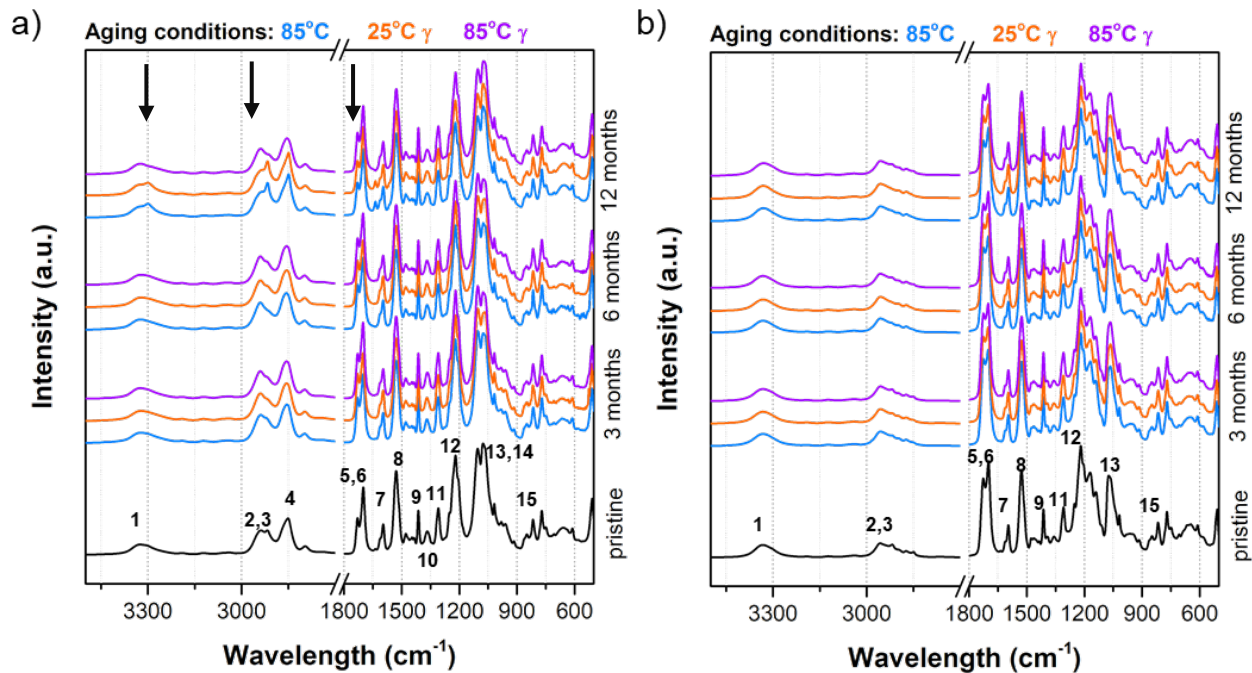 a)
Aging conditions: 85°C 25°C γ 85°C γ
Intensity (a.u.)
12 months
6 months
3 months
pristine
1
2,3
4
5,6
7
8
9
10
11
12
13,14
15
3300 3000 1800 1500 1200 900 600
Wavelength (cm⁻¹)
b)
Aging conditions: 85°C 25°C γ 85°C γ
Intensity (a.u.)
12 months
6 months
3 months
pristine
1
2,3
5,6
7
8
9
11
12
13
15
3300 3000 1800 1500 1200 900 600
Wavelength (cm⁻¹)